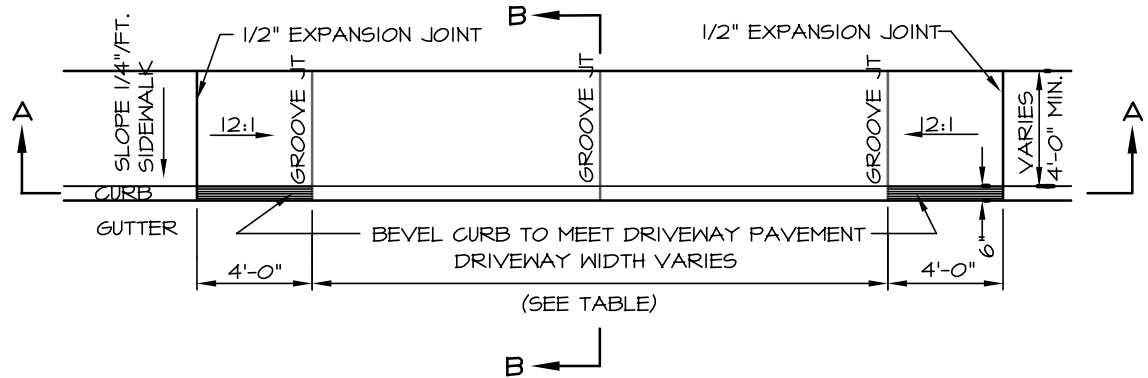 B
1/2" EXPANSION JOINT
1/2" EXPANSION JOINT
SLOPE 1/4"/FT.
SIDEWALK
GROOVE JT
GROOVE JT
GROOVE JT
VARIES
4'-0" MIN.
A
A
12:1
12:1
CURB
GUTTER
BEVEL CURB TO MEET DRIVEWAY PAVEMENT
DRIVEWAY WIDTH VARIES
6"
4'-0"
4'-0"
(SEE TABLE)
B